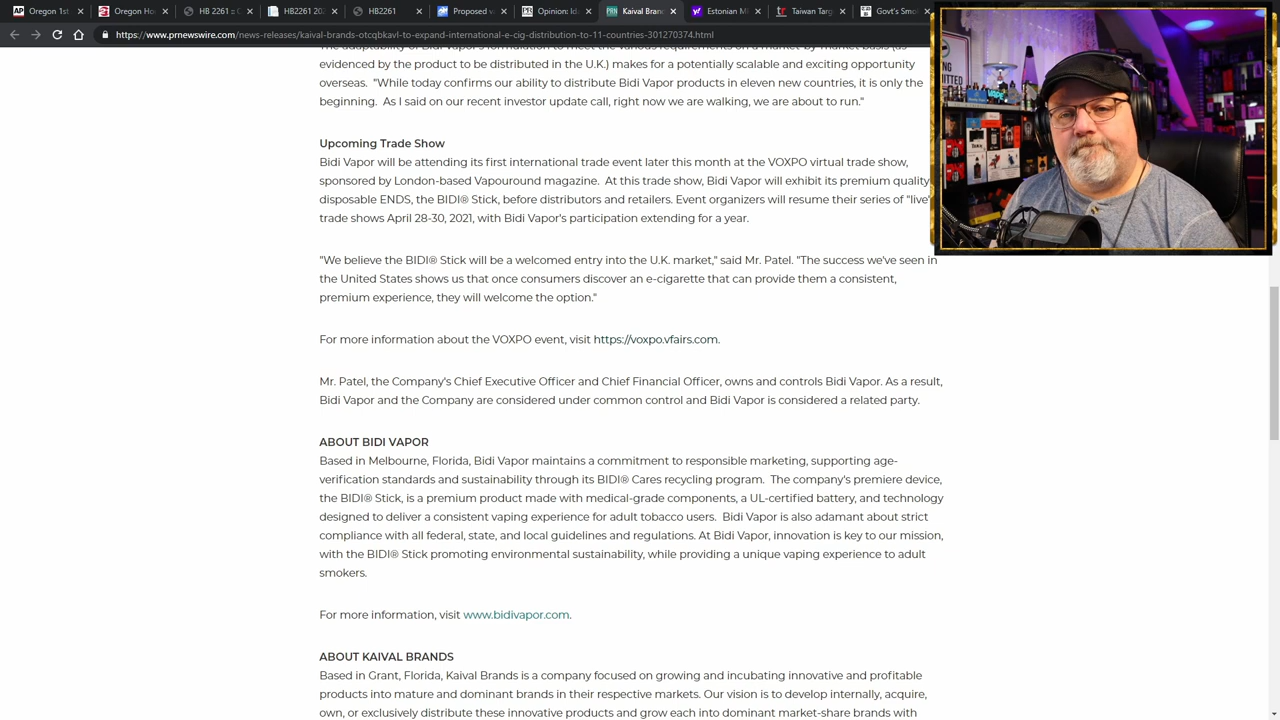 Oregon 1st
Oregon Hou
HB 2261 :: C
HB2261 202
HB2261
Proposed w
Opinion: Mi
Kaival Brand
Estonian Mi
Taiwan Targ
Over's Smo
https://www.prnewswire.com/news-releases/kaival-brands-otcqbkavl-to-expand-international-e-cig-distribution-to-11-countries-301270374.html
The adaptability of Bidi Vapor's formulation to meet the various requirements on a market-by-market basis (as
evidenced by the product to be distributed in the U.K.) makes for a potentially scalable and exciting opportunity
overseas. "While today confirms our ability to distribute Bidi Vapor products in eleven new countries, it is only the
beginning. As I said on our recent investor update call, right now we are walking, we are about to run."
Upcoming Trade Show
Bidi Vapor will be attending its first international trade event later this month at the VOXPO virtual trade show,
sponsored by London-based Vapouround magazine. At this trade show, Bidi Vapor will exhibit its premium quality
disposable ENDS, the BIDI® Stick, before distributors and retailers. Event organizers will resume their series of "live"
trade shows April 28-30, 2021, with Bidi Vapor's participation extending for a year.
"We believe the BIDI® Stick will be a welcomed entry into the U.K. market," said Mr. Patel. "The success we've seen in
the United States shows us that once consumers discover an e-cigarette that can provide them a consistent,
premium experience, they will welcome the option."
For more information about the VOXPO event, visit https://voxpo.vfairs.com.
Mr. Patel, the Company's Chief Executive Officer and Chief Financial Officer, owns and controls Bidi Vapor. As a result,
Bidi Vapor and the Company are considered under common control and Bidi Vapor is considered a related party.
ABOUT BIDI VAPOR
Based in Melbourne, Florida, Bidi Vapor maintains a commitment to responsible marketing, supporting age-
verification standards and sustainability through its BIDI® Cares recycling program. The company's premiere device,
the BIDI® Stick, is a premium product made with medical-grade components, a UL-certified battery, and technology
designed to deliver a consistent vaping experience for adult tobacco users. Bidi Vapor is also adamant about strict
compliance with all federal, state, and local guidelines and regulations. At Bidi Vapor, innovation is key to our mission,
with the BIDI® Stick promoting environmental sustainability, while providing a unique vaping experience to adult
smokers.
For more information, visit www.bidivapor.com.
ABOUT KAIVAL BRANDS
Based in Grant, Florida, Kaival Brands is a company focused on growing and incubating innovative and profitable
products into mature and dominant brands in their respective markets. Our vision is to develop internally, acquire,
own, or exclusively distribute these innovative products and grow each into dominant market-share brands with